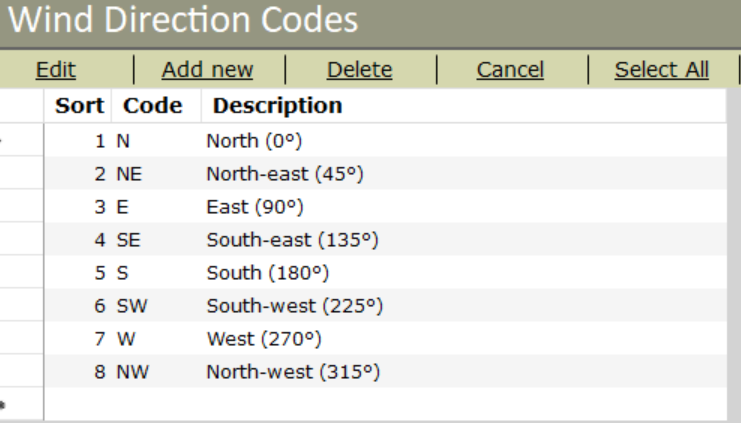 Wind Direction Codes
Edit | Add new | Delete | Cancel | Select All |
Sort Code Description
1 N North (0°)
2 NE North-east (45°)
3 E East (90°)
4 SE South-east (135°)
5 S South (180°)
6 SW South-west (225°)
7 W West (270°)
8 NW North-west (315°)